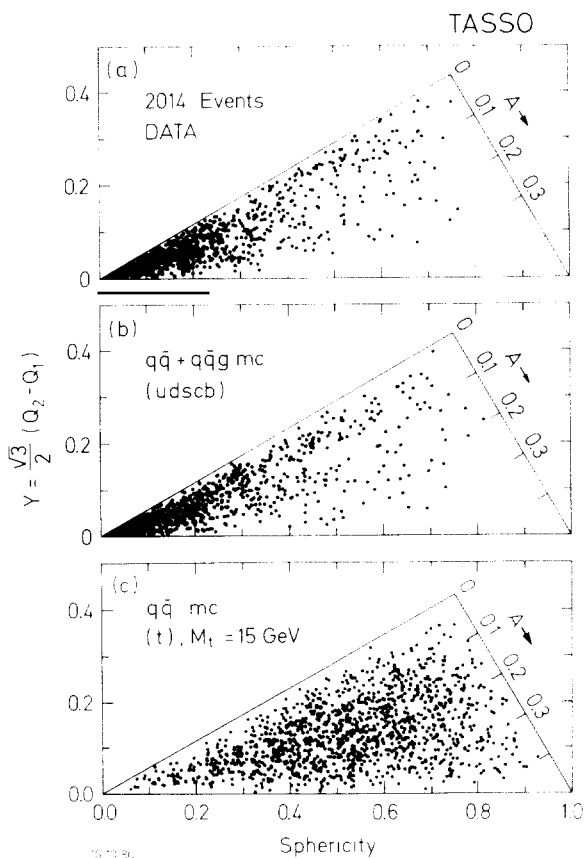 TASSO
(a)
2014 Events
DATA
0.4
0.2
0
0
0.1
0.2
0.3
A
(b)
qq̄ + qq̄g mc
(udscb)
0.4
0.2
0
0
0.1
0.2
0.3
A
Y = √3/2 (Q₂ - Q₁)
(c)
qq̄ mc
(t), Mₜ = 15 GeV
0.4
0.2
0.0
0
0.1
0.2
0.3
A
0.0 0.2 0.4 0.6 0.8 1.0
Sphericity